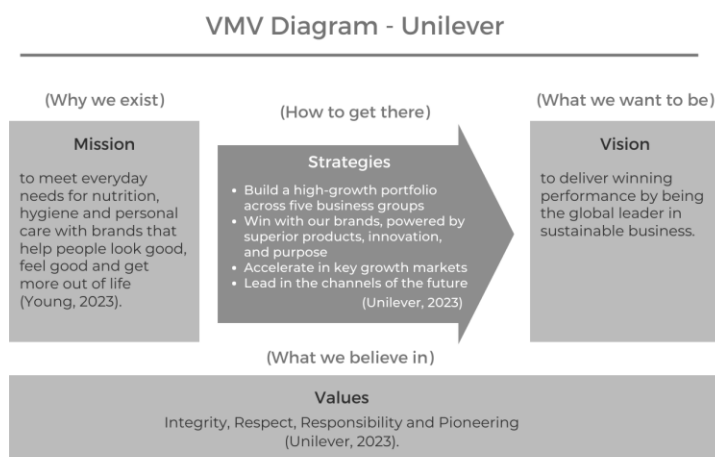 VMV Diagram - Unilever
(Why we exist)
Mission
to meet everyday
needs for nutrition,
hygiene and personal
care with brands that
help people look good,
feel good and get
more out of life
(Young, 2023).
(How to get there)
Strategies
• Build a high-growth portfolio
across five business groups
• Win with our brands, powered by
superior products, innovation,
and purpose
• Accelerate in key growth markets
• Lead in the channels of the future
(Unilever, 2023)
(What we want to be)
Vision
to deliver winning
performance by being
the global leader in
sustainable business.
(What we believe in)
Values
Integrity, Respect, Responsibility and Pioneering
(Unilever, 2023).